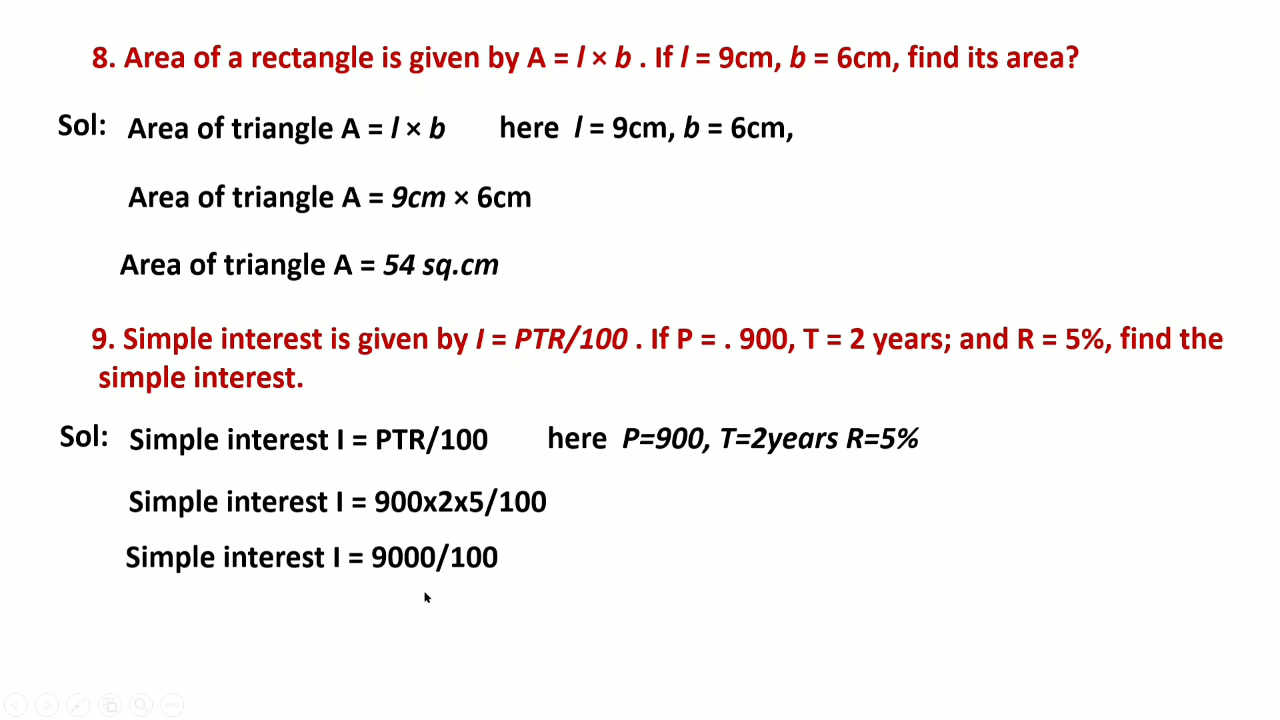 8. Area of a rectangle is given by A = l × b . If l = 9cm, b = 6cm, find its area?
Sol: Area of triangle A = l × b here l = 9cm, b = 6cm,
Area of triangle A = 9cm × 6cm
Area of triangle A = 54 sq.cm
9. Simple interest is given by I = PTR/100 . If P = . 900, T = 2 years; and R = 5%, find the
simple interest.
Sol: Simple interest I = PTR/100 here P=900, T=2years R=5%
Simple interest I = 900x2x5/100
Simple interest I = 9000/100